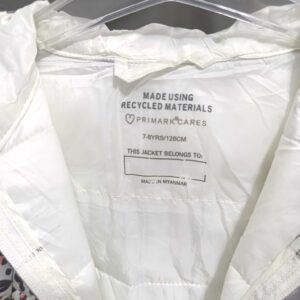 MADE USING
RECYCLED MATERIALS
PRIMARK CARES
7-8YRS/128CM
THIS JACKET BELONGS TO:
MADE IN MYANMAR